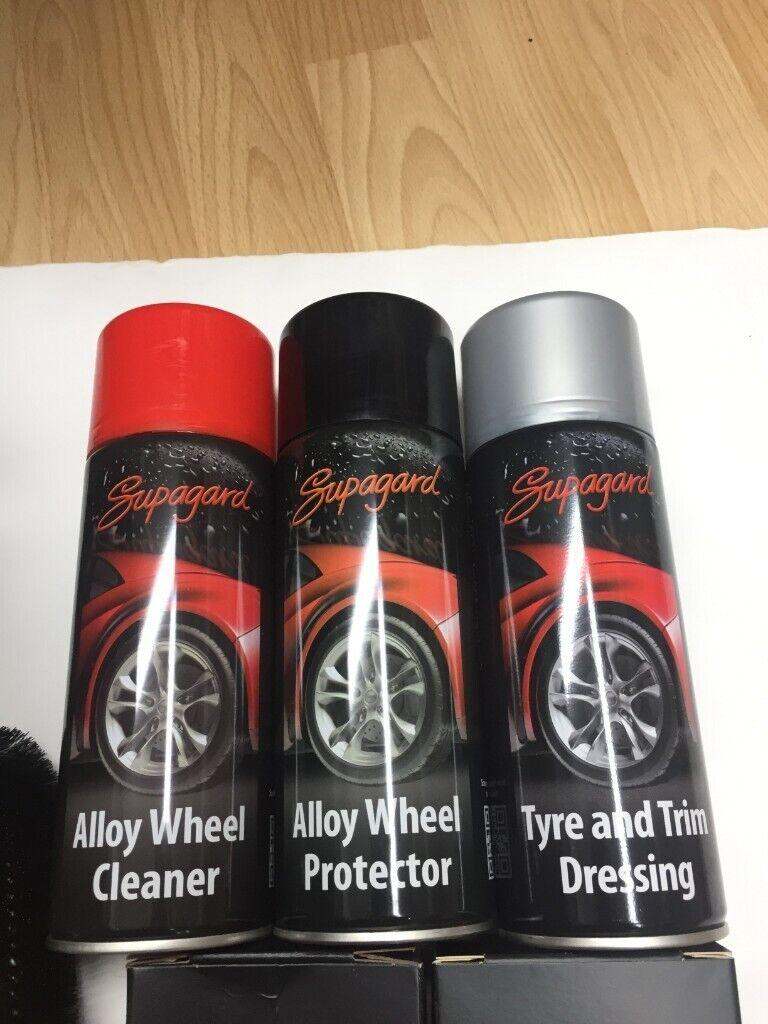 Supagard
Alloy Wheel
Cleaner
Supagard
Alloy Wheel
Protector
Supagard
Tyre and Trim
Dressing